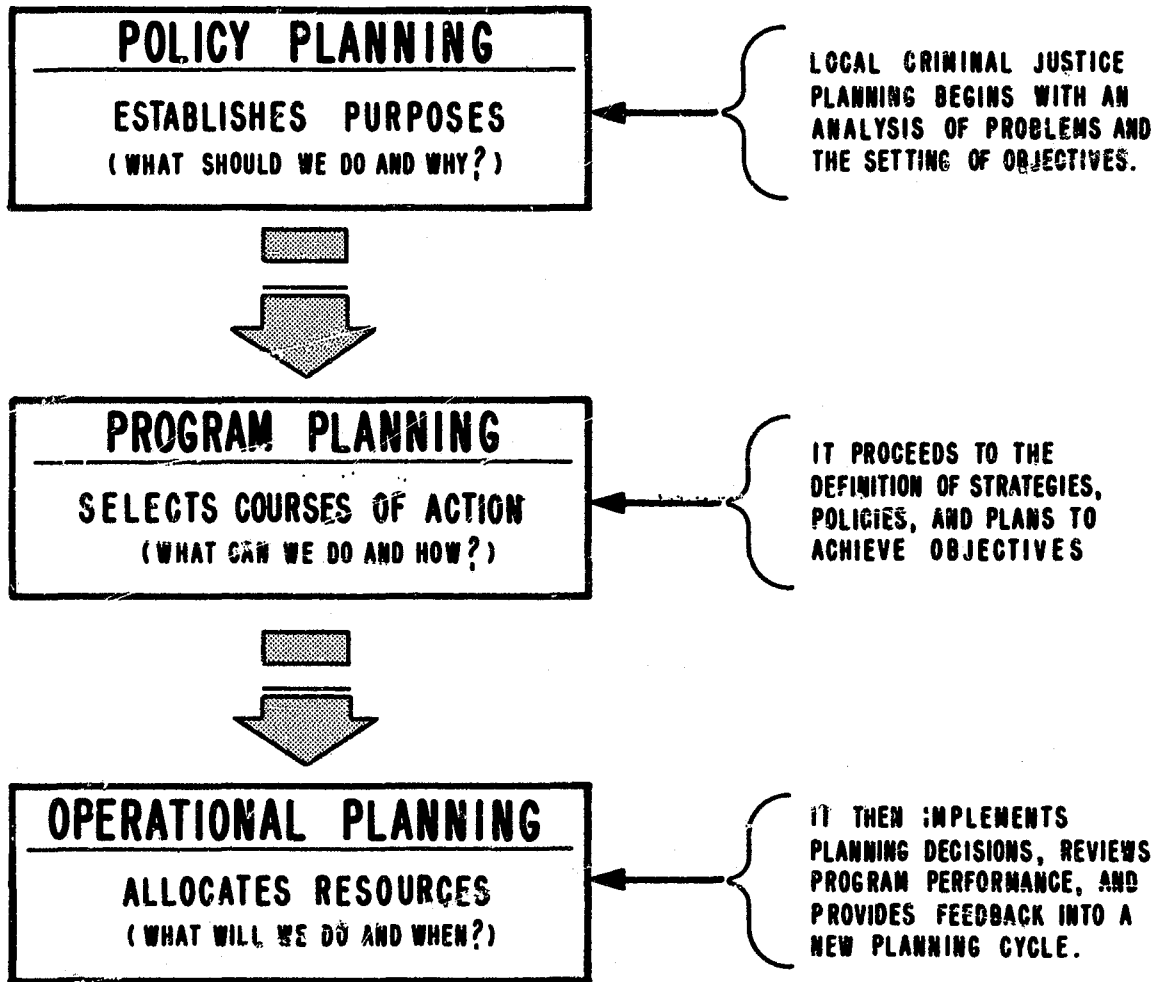 POLICY PLANNING
ESTABLISHES PURPOSES
(WHAT SHOULD WE DO AND WHY?)
LOCAL CRIMINAL JUSTICE
PLANNING BEGINS WITH AN
ANALYSIS OF PROBLEMS AND
THE SETTING OF OBJECTIVES.
PROGRAM PLANNING
SELECTS COURSES OF ACTION
(WHAT CAN WE DO AND HOW?)
IT PROCEEDS TO THE
DEFINITION OF STRATEGIES,
POLICIES, AND PLANS TO
ACHIEVE OBJECTIVES
OPERATIONAL PLANNING
ALLOCATES RESOURCES
(WHAT WILL WE DO AND WHEN?)
IT THEN IMPLEMENTS
PLANNING DECISIONS, REVIEWS
PROGRAM PERFORMANCE, AND
PROVIDES FEEDBACK INTO A
NEW PLANNING CYCLE.